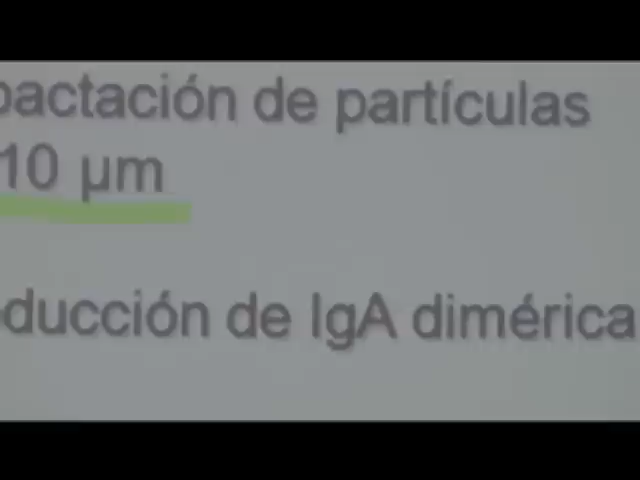 pactación de partículas
10 µm
ducción de IgA dimérica